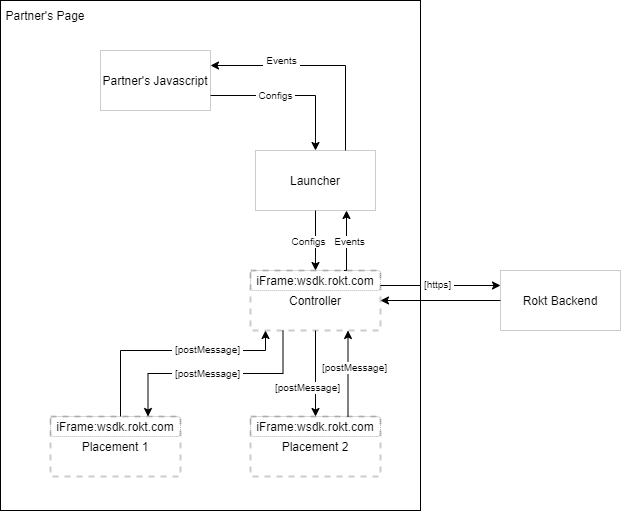 Partner's Page
Events
Partner's Javascript
Configs
Launcher
Configs
Events
iFrame:wsdk.rokt.com
[https]
Controller
Rokt Backend
[postMessage]
[postMessage]
[postMessage]
[postMessage]
iFrame:wsdk.rokt.com
iFrame:wsdk.rokt.com
Placement 1
Placement 2